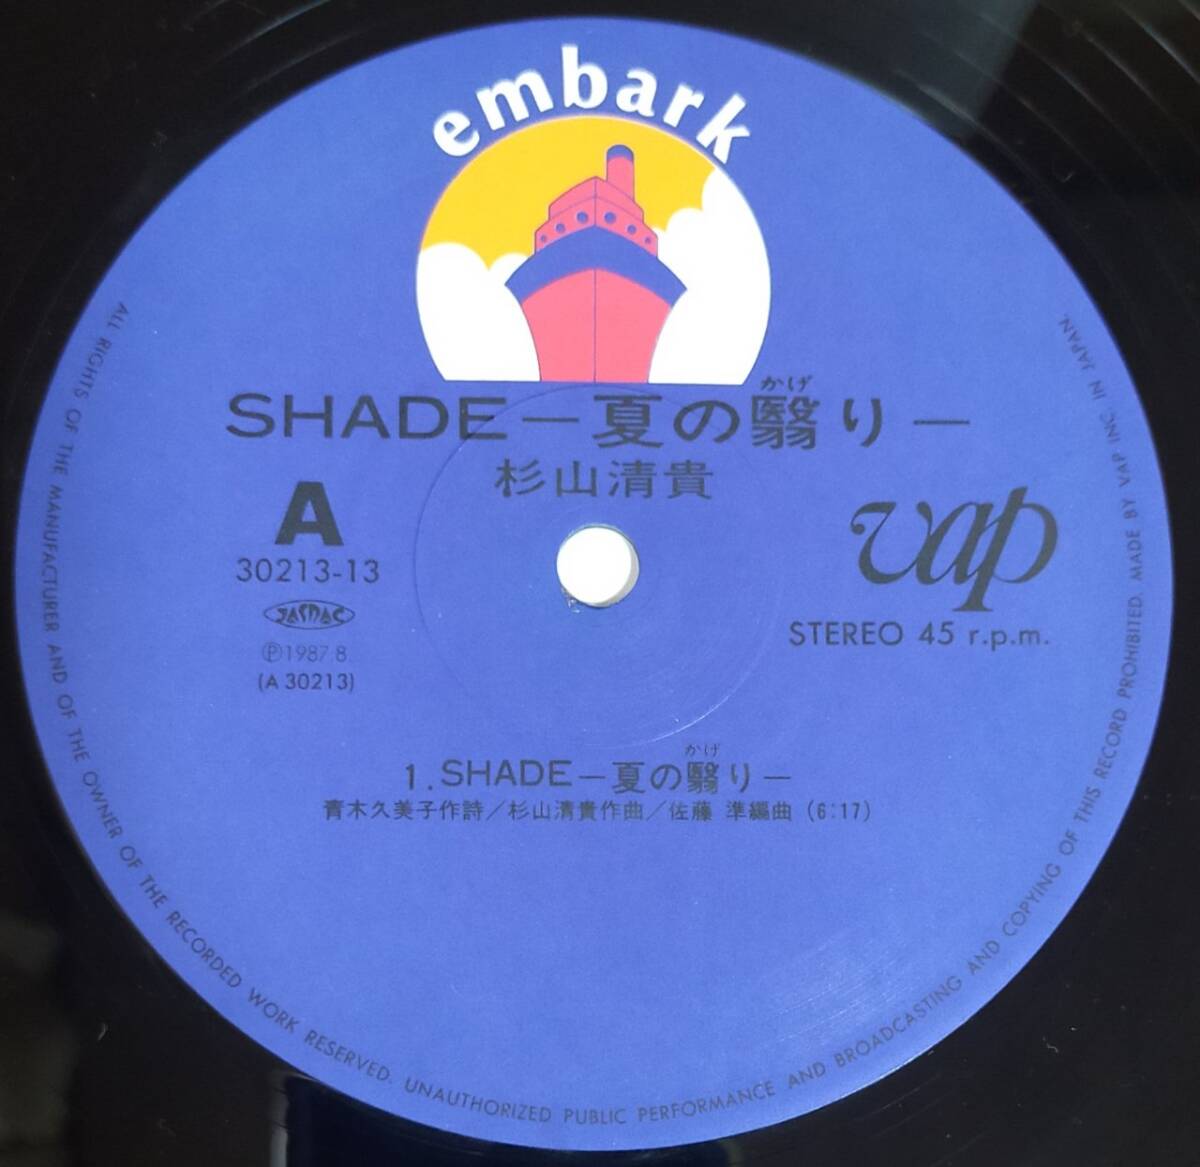 embark
かげ
SHADE－夏の翳り－
杉山清貴
A
30213-13
JASRAC
Ⓟ1987.8.
(A 30213)
vap
STEREO 45 r.p.m.
かげ
1. SHADE－夏の翳り－
青木久美子作詩／杉山清貴作曲／佐藤 準編曲 (6:17)
ALL RIGHTS OF THE MANUFACTURER AND OF THE OWNER OF THE RECORDED WORK RESERVED. UNAUTHORIZED PUBLIC PERFORMANCE AND BROADCASTING AND COPYING OF THIS RECORD PROHIBITED. MADE BY VAP INC IN JAPAN.